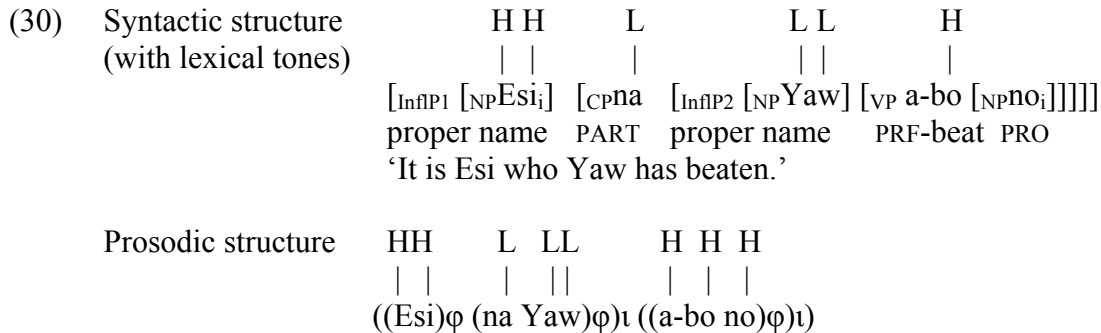 (30) Syntactic structure H H L L L H
(with lexical tones) | | | | | |
[InflP1 [NPEsii] [CPna [InflP2 [NPYaw] [VP a-bo [NPnoi]]]]]
proper name PART proper name PRF-beat PRO
‘It is Esi who Yaw has beaten.’
Prosodic structure HH L LL H H H
| | | || | | |
((Esi)φ (na Yaw)φ)ι ((a-bo no)φ)ι)